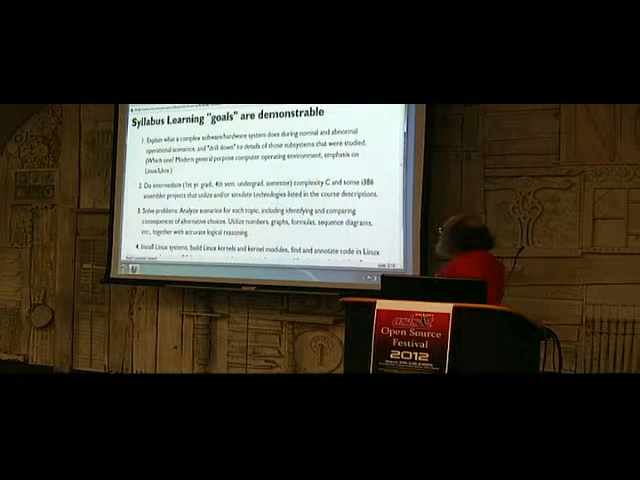 Syllabus Learning "goals" are demonstrable
1. Explain what a complex software/hardware system does during normal and abnormal
operational scenarios, and "drill down" to details of those subsystems that were studied.
(Which one? Modern general purpose computer operating environment, emphasis on
Linux/Unix.)
2. Do intermediate (1st yr. grad, 4th sem. undergrad. semester) complexity C and some i386
assembler projects that utilize and/or simulate technologies listed in the course descriptions.
3. Solve problems: Analyze scenarios for each topic, including identifying and comparing
consequences of alternative choices. Utilize numbers, graphs, formulas, sequence diagrams,
etc., together with accurate logical reasoning.
4. Install Linux systems, build Linux kernels and kernel modules, find and annotate code in Linux
Open Source
Festival
2012